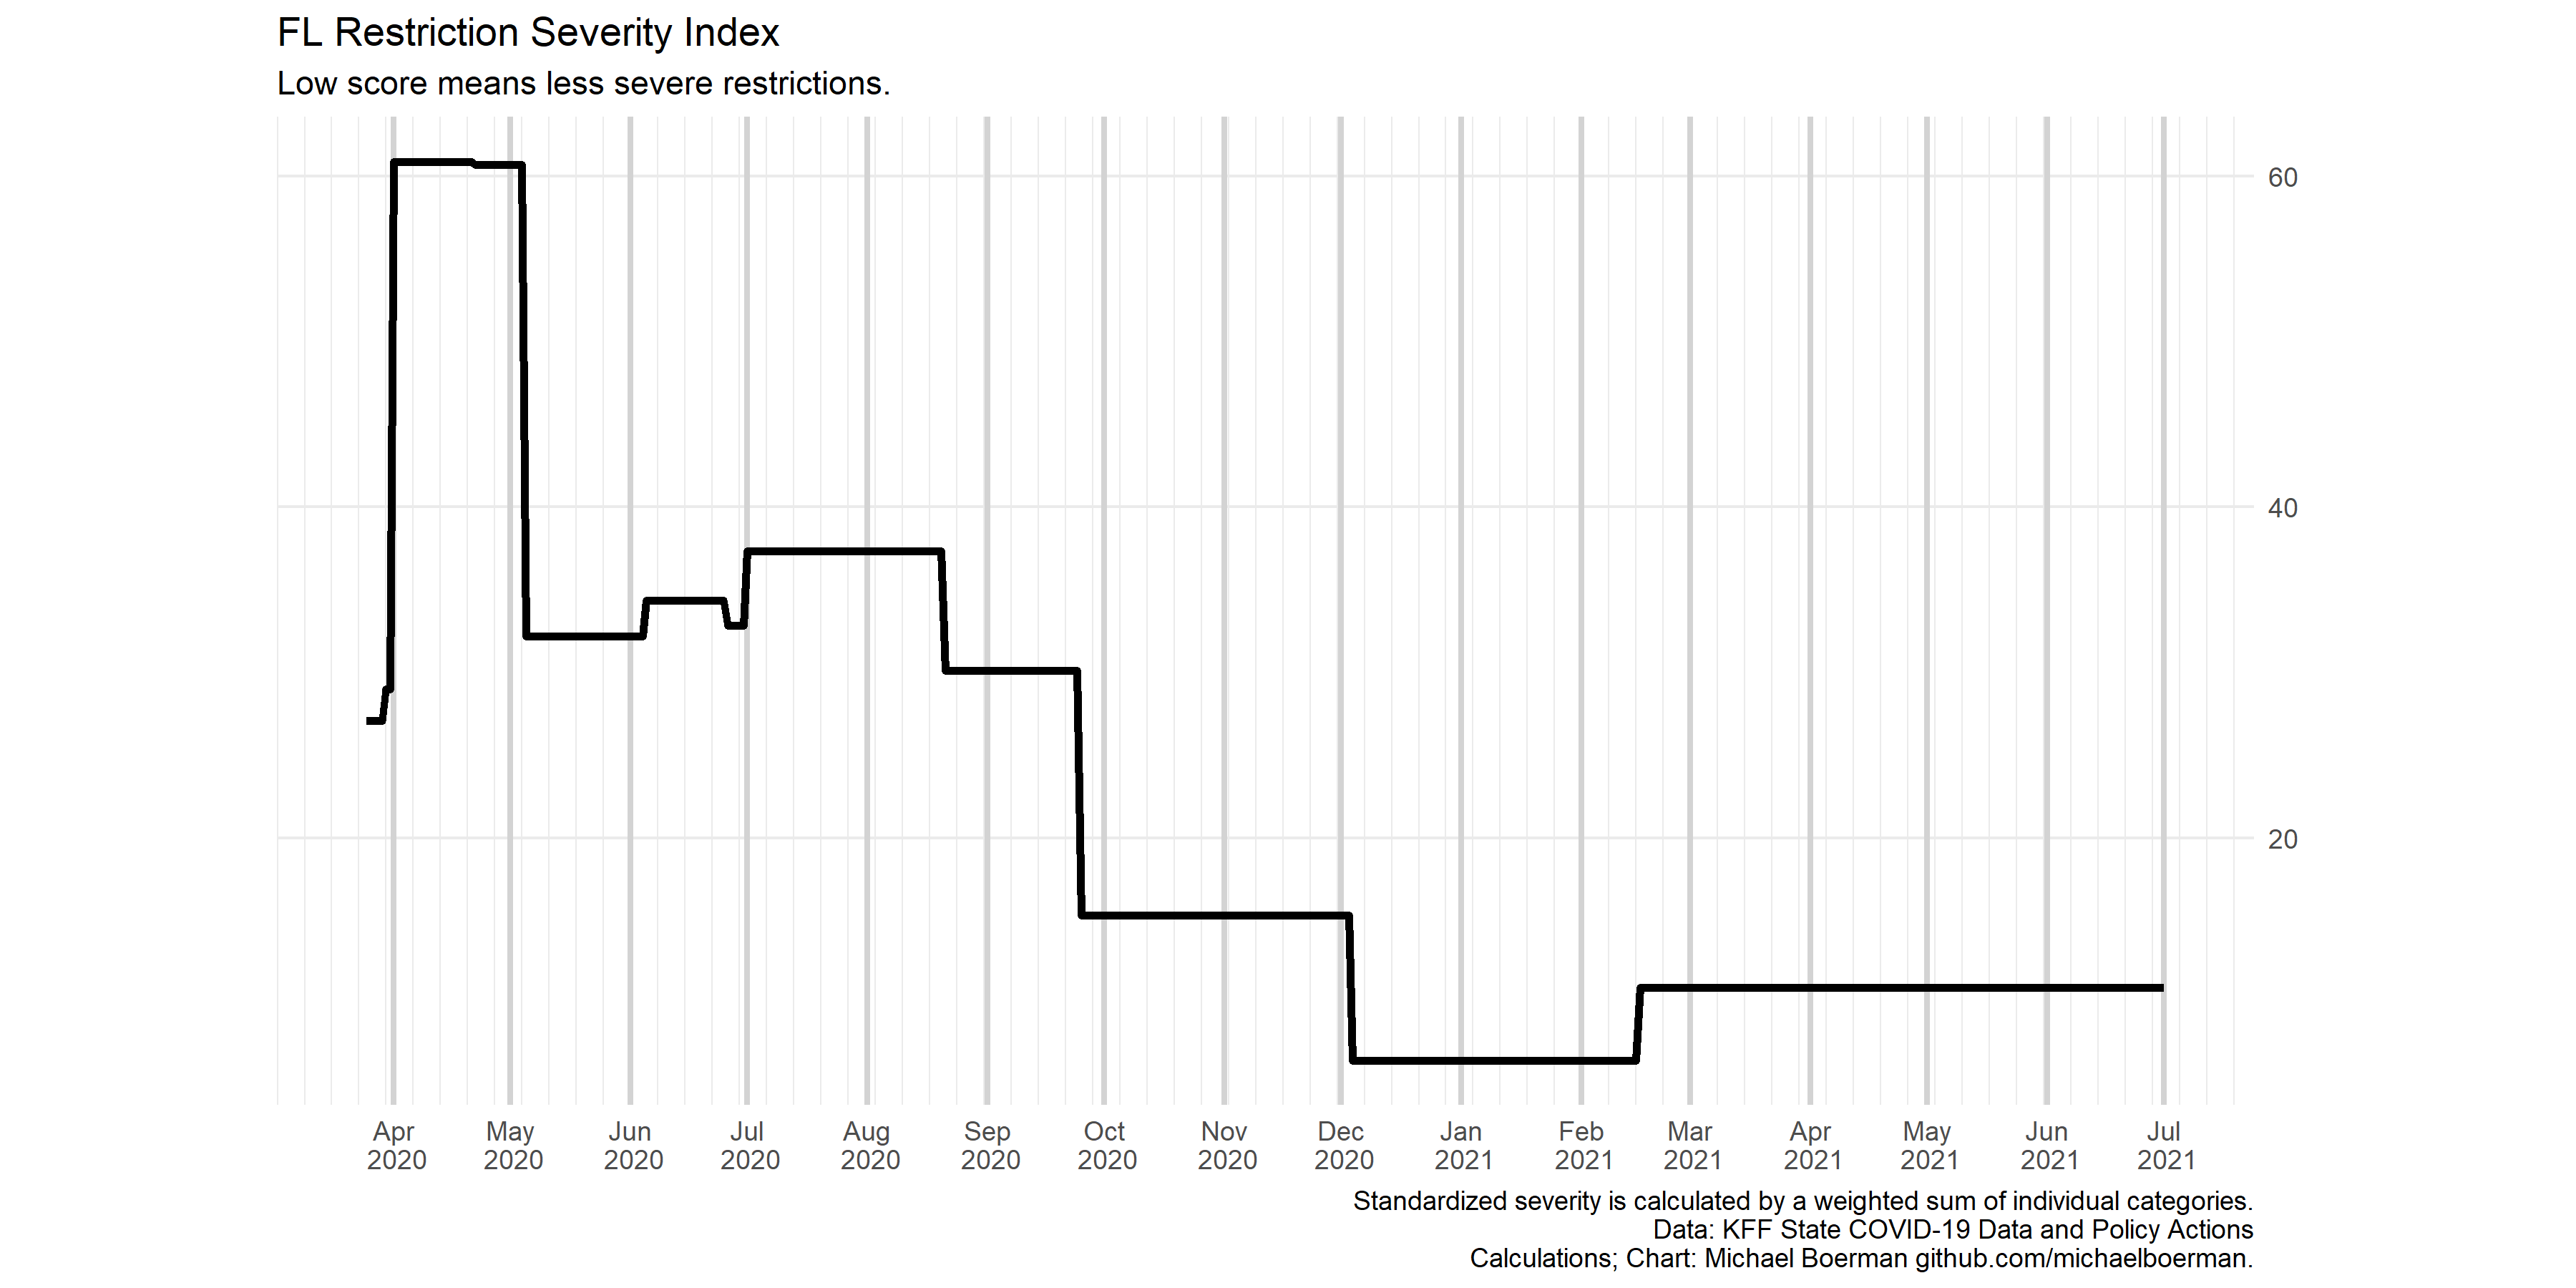 FL Restriction Severity Index
Low score means less severe restrictions.
60
40
20
Apr May Jun Jul Aug Sep Oct Nov Dec Jan Feb Mar Apr May Jun Jul
2020 2020 2020 2020 2020 2020 2020 2020 2020 2021 2021 2021 2021 2021 2021 2021
Standardized severity is calculated by a weighted sum of individual categories.
Data: KFF State COVID-19 Data and Policy Actions
Calculations; Chart: Michael Boerman github.com/michaelboerman.